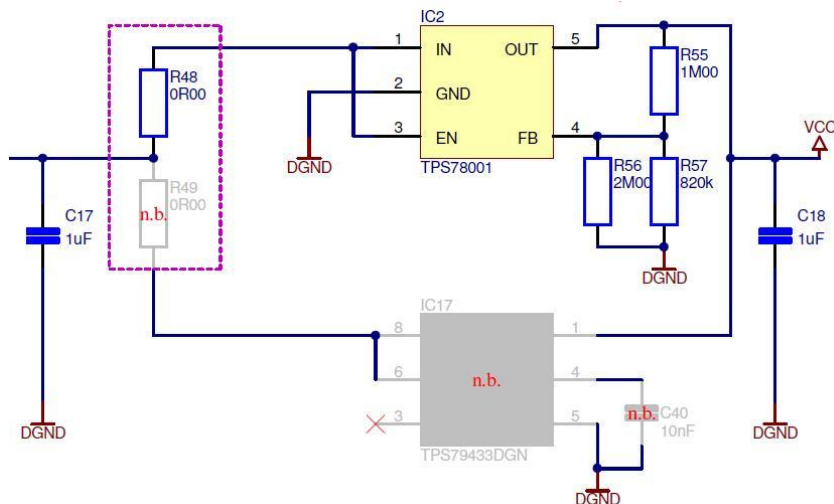 IC2
1 IN OUT 5
R48
0R00
R55
1M00
2 GND
3 EN FB 4
VCC
DGND
TPS78001
R49
0R00
n.b.
R56
2M00
R57
820k
C17
1uF
C18
1uF
DGND
IC17
8 1
6 n.b. 4
n.b. C40
10nF
3 5
DGND
TPS79433DGN
DGND
DGND